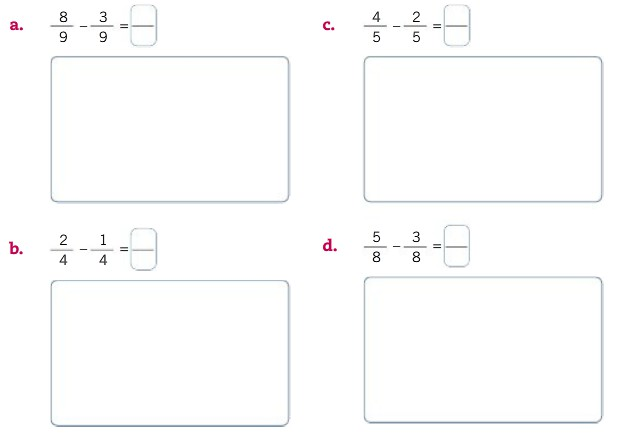 a. 8/9 – 3/9 =
b. 2/4 – 1/4 =
c. 4/5 – 2/5 =
d. 5/8 – 3/8 =